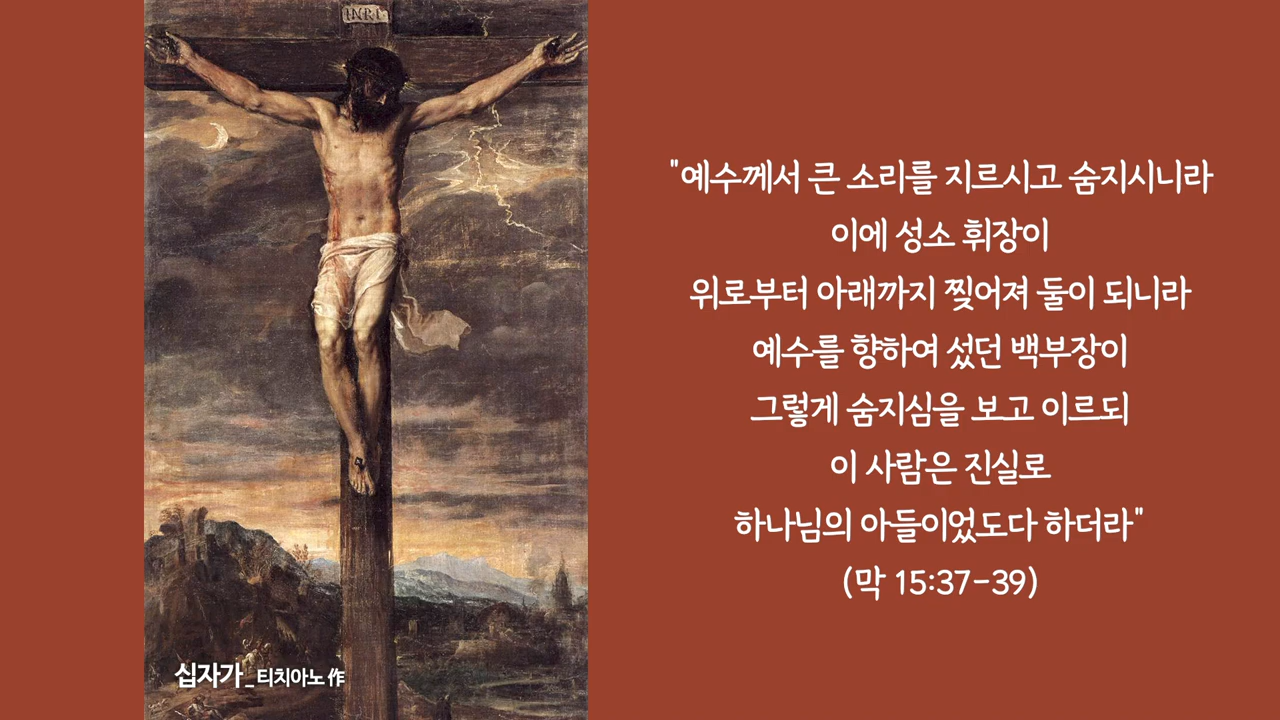 INRI
"예수께서 큰 소리를 지르시고 숨지시니라
이에 성소 휘장이
위로부터 아래까지 찢어져 둘이 되니라
예수를 향하여 섰던 백부장이
그렇게 숨지심을 보고 이르되
이 사람은 진실로
하나님의 아들이었도다 하더라"
(막 15:37-39)
십자가_티치아노 作